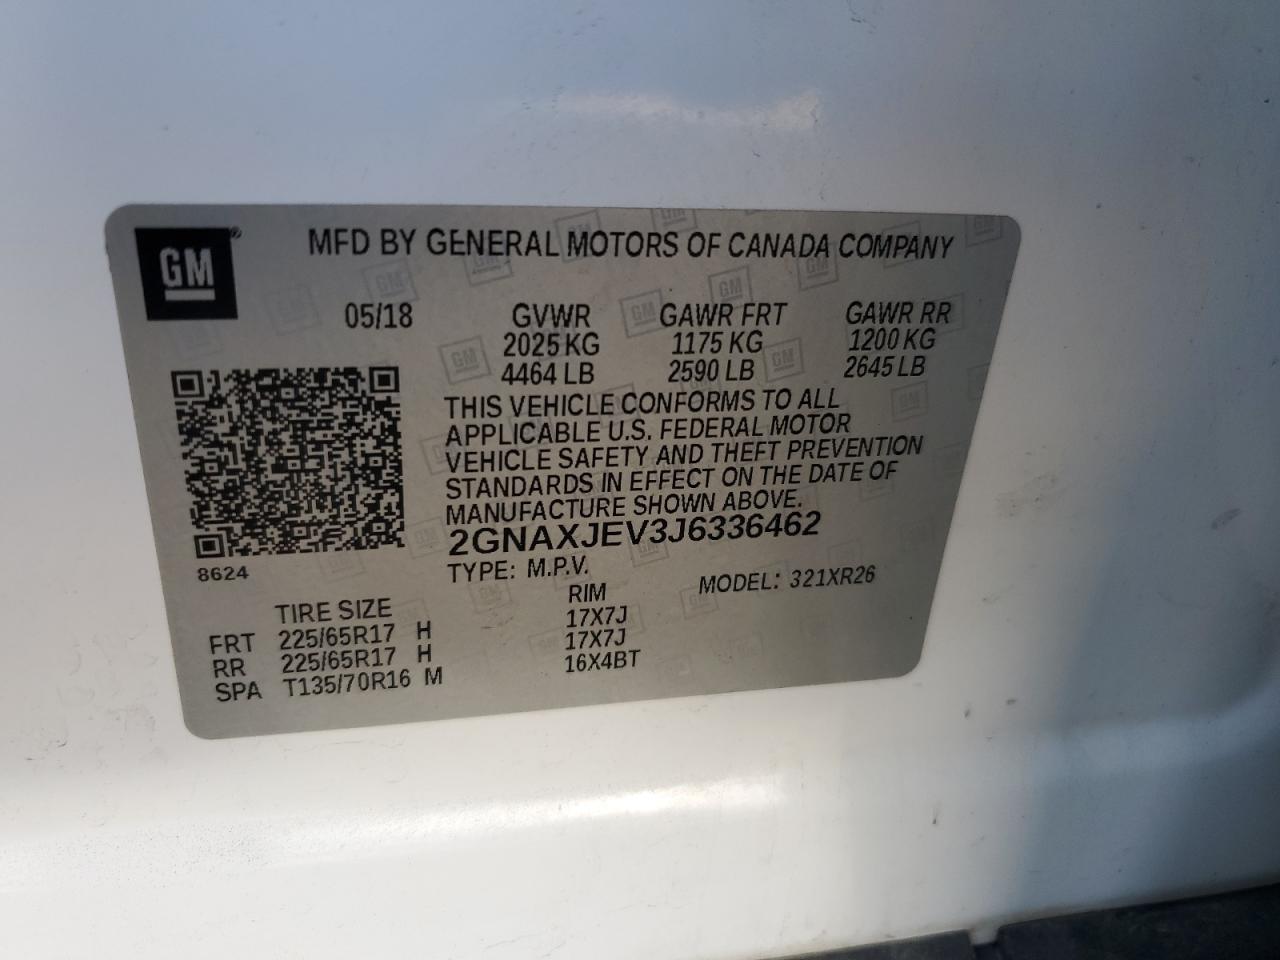 GM®
MFD BY GENERAL MOTORS OF CANADA COMPANY
05/18 GVWR GAWR FRT GAWR RR
2025 KG 1175 KG 1200 KG
4464 LB 2590 LB 2645 LB
THIS VEHICLE CONFORMS TO ALL
APPLICABLE U.S. FEDERAL MOTOR
VEHICLE SAFETY AND THEFT PREVENTION
STANDARDS IN EFFECT ON THE DATE OF
MANUFACTURE SHOWN ABOVE.
2GNAXJEV3J6336462
8624
TYPE: M.P.V. MODEL: 321XR26
TIRE SIZE RIM
FRT 225/65R17 H 17X7J
RR 225/65R17 H 17X7J
SPA T135/70R16 M 16X4BT